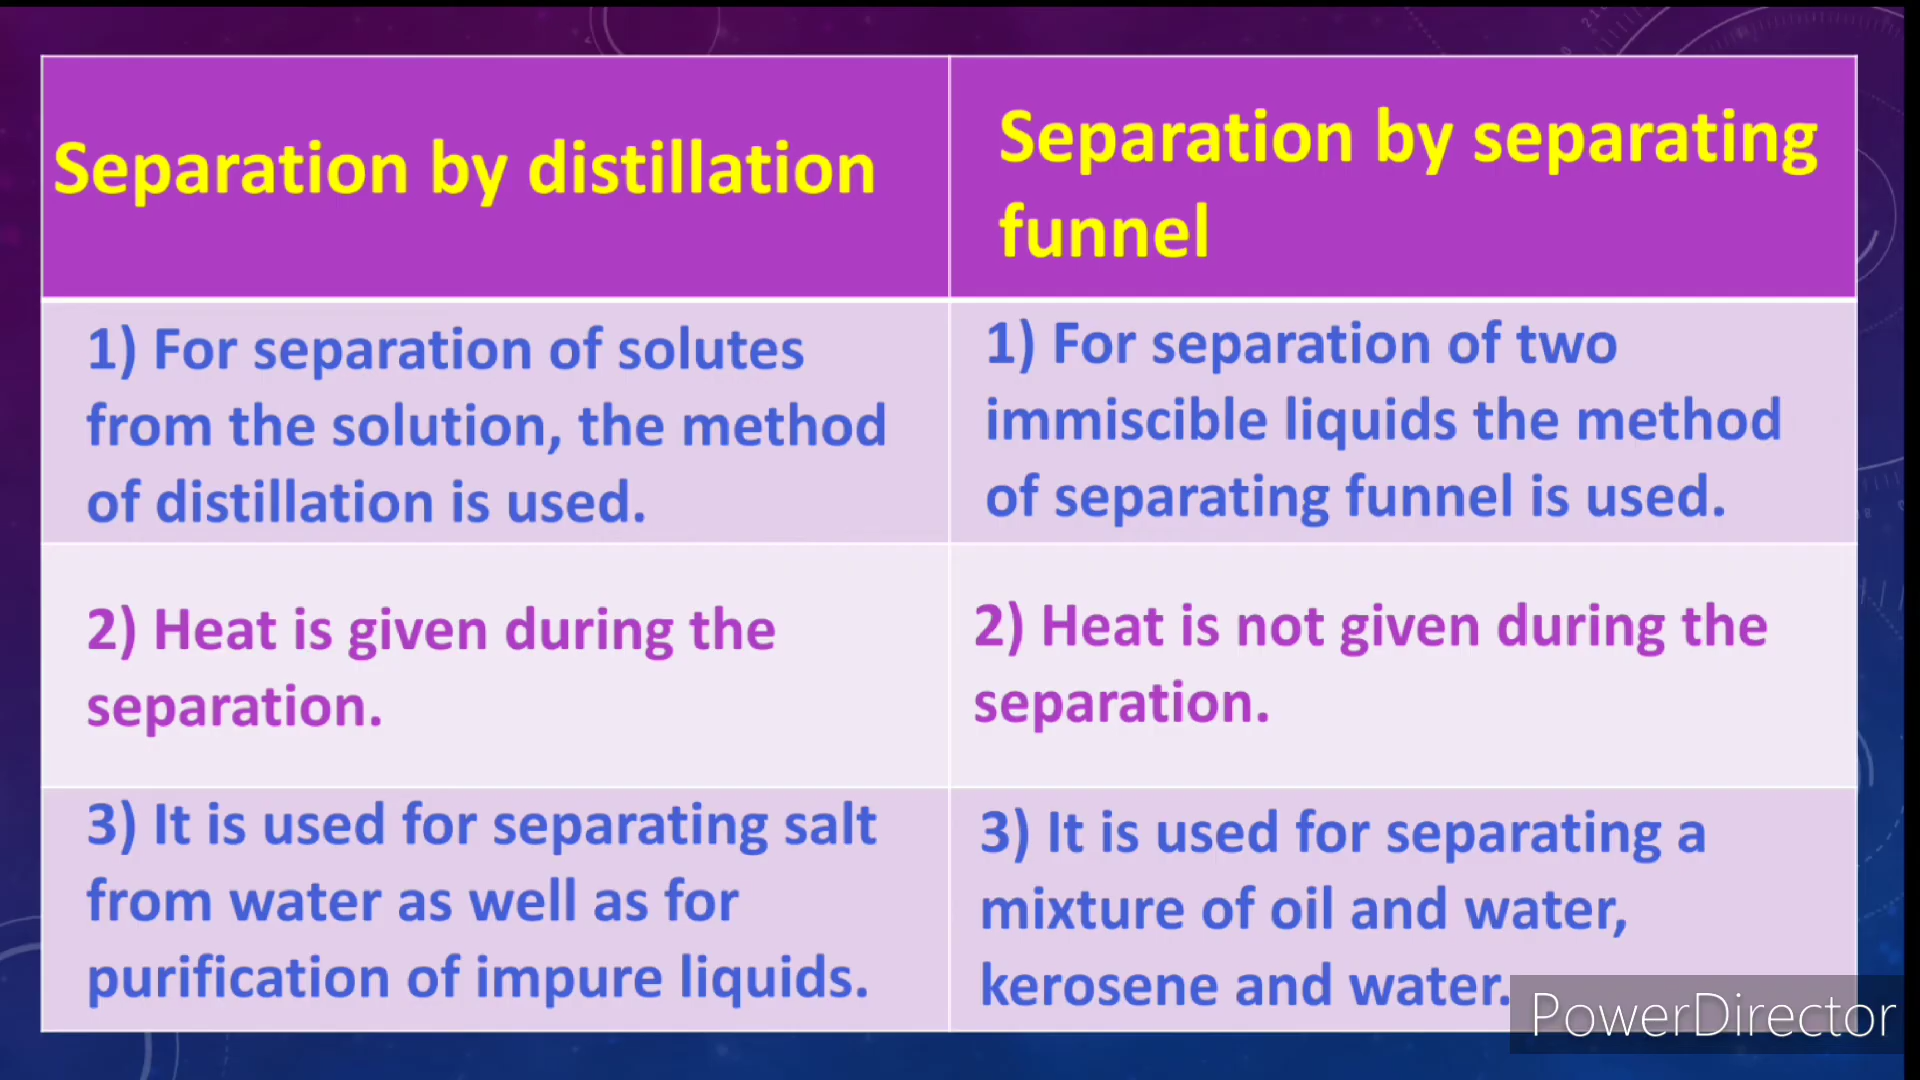 Separation by distillation
Separation by separating
funnel
1) For separation of solutes
from the solution, the method
of distillation is used.
1) For separation of two
immiscible liquids the method
of separating funnel is used.
2) Heat is given during the
separation.
2) Heat is not given during the
separation.
3) It is used for separating salt
from water as well as for
purification of impure liquids.
3) It is used for separating a
mixture of oil and water,
kerosene and water.
PowerDirector